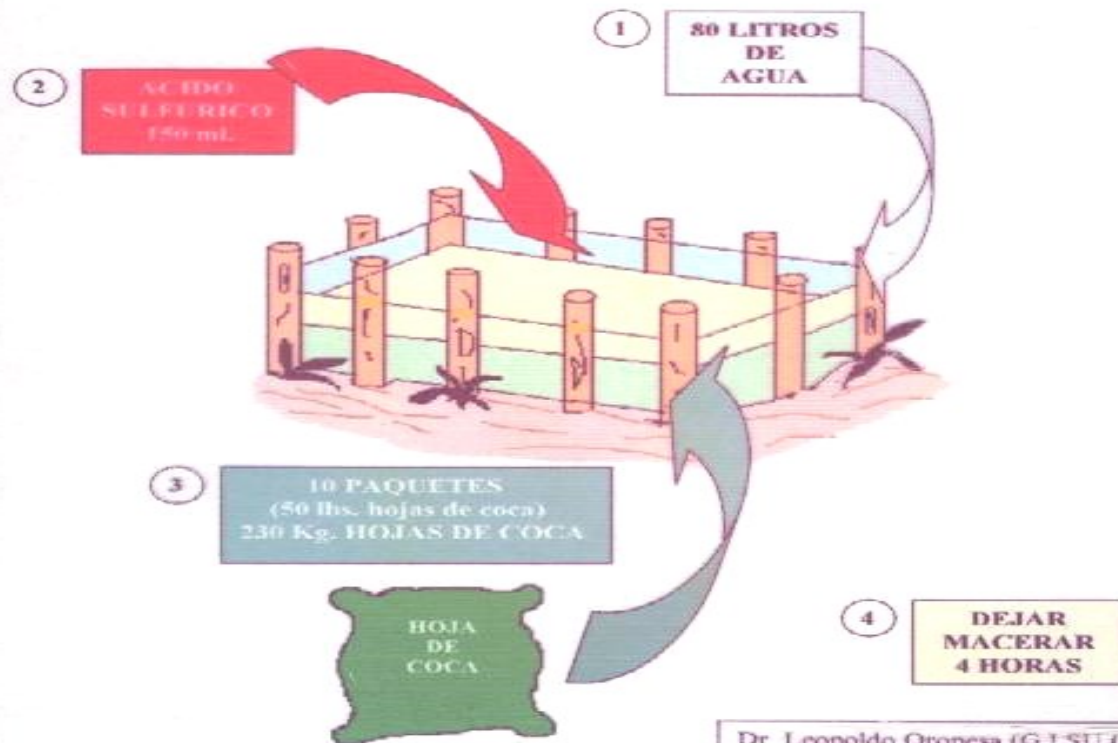 1
80 LITROS
DE
AGUA
2
ACIDO
SULFURICO
150 ml.
3
10 PAQUETES
(50 lbs. hojas de coca)
230 Kg. HOJAS DE COCA
HOJA
DE
COCA
4
DEJAR
MACERAR
4 HORAS
Dr. Leopoldo